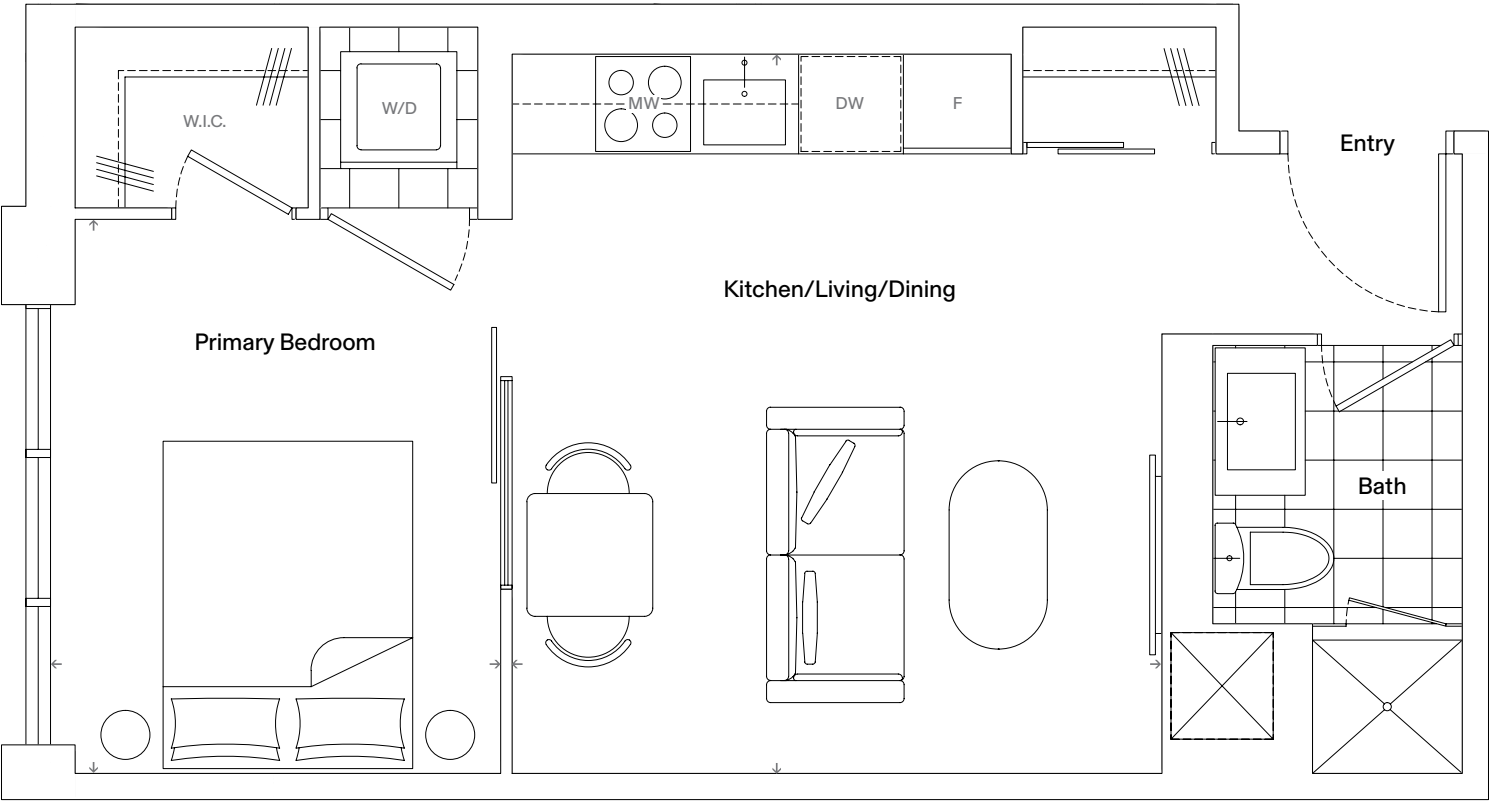 W.I.C.
W/D
MW
DW
F
Entry
Kitchen/Living/Dining
Primary Bedroom
Bath